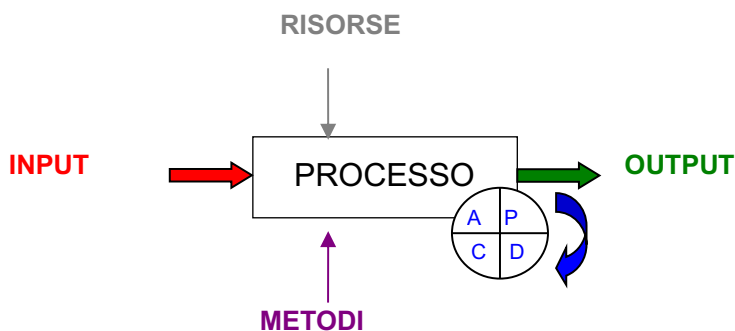 RISORSE
INPUT
PROCESSO
OUTPUT
A P
C D
METODI